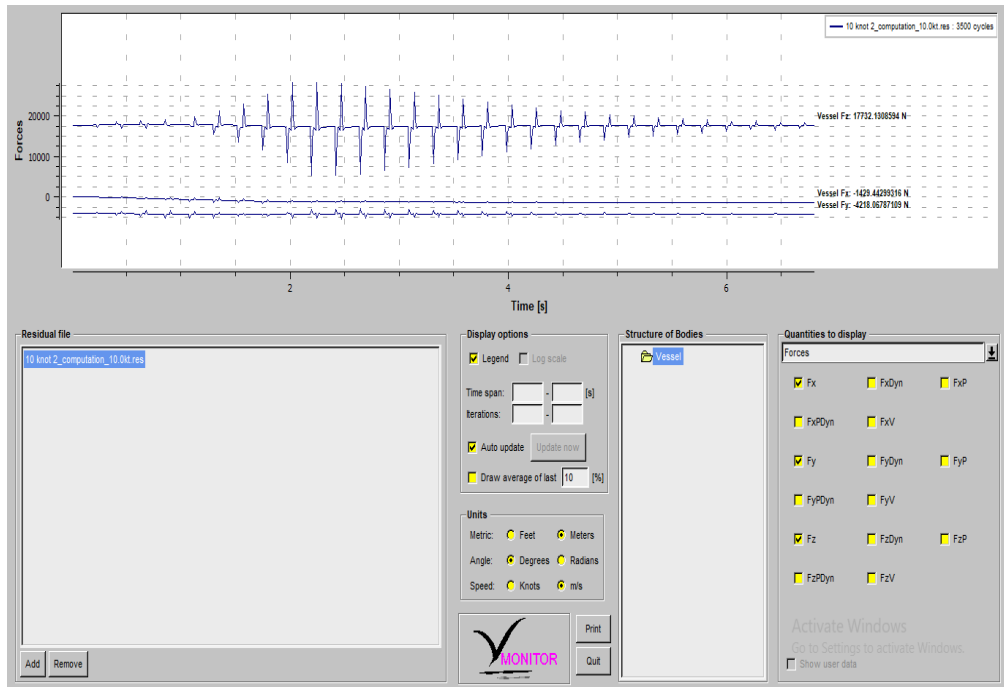 10 knot 2_computation_10.0kt.res : 3500 cycles
Forces
20000
10000
0
Vessel Fz: 17732.1308594 N
Vessel Fx: -1429.44299316 N
Vessel Fy: -4218.06787109 N
2 4 6
Time [s]
Residual file
10 knot 2_computation_10.0kt.res
Add Remove
Display options
Legend Log scale
Time span: - [s]
Iterations: -
Auto update Update now
Draw average of last 10 [%]
Units
Metric: Feet Meters
Angle: Degrees Radians
Speed: Knots m/s
MONITOR
Print
Quit
Structure of Bodies
Vessel
Quantities to display
Forces
Fx FxDyn FxP
FxPDyn FxV
Fy FyDyn FyP
FyPDyn FyV
Fz FzDyn FzP
FzPDyn FzV
Activate Windows
Go to Settings to activate Windows.
Show user data